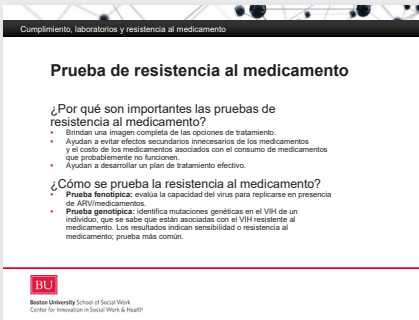 Cumplimiento, laboratorios y resistencia al medicamento
Prueba de resistencia al medicamento
¿Por qué son importantes las pruebas de
resistencia al medicamento?
• Brindan una imagen completa de las opciones de tratamiento.
• Ayudan a evitar efectos secundarios innecesarios de los medicamentos
y el costo de los medicamentos asociados con el consumo de medicamentos
que probablemente no funcionen.
• Ayudan a desarrollar un plan de tratamiento efectivo.
¿Cómo se prueba la resistencia al medicamento?
• Prueba fenotípica: evalúa la capacidad del virus para replicarse en presencia
de ARV/medicamentos.
• Prueba genotípica: identifica mutaciones genéticas en el VIH de un
individuo, que se sabe que están asociadas con el VIH resistente al
medicamento. Los resultados indican sensibilidad o resistencia al
medicamento; prueba más común.
BU
Boston University School of Social Work
Center for Innovation in Social Work & Health